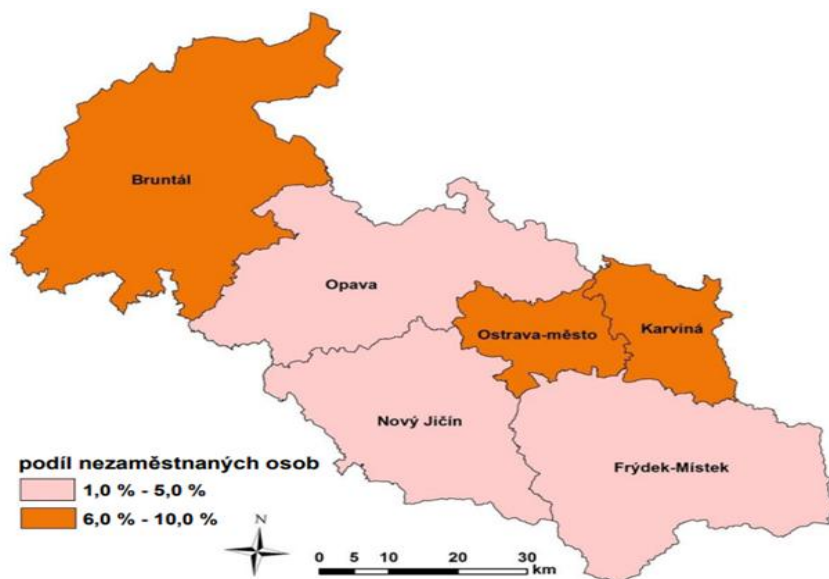 Bruntál
Opava
Ostrava-město
Karviná
Nový Jičín
Frýdek-Místek
podíl nezaměstnaných osob
1,0 % - 5,0 %
6,0 % - 10,0 %
N
0 5 10 20 30
km